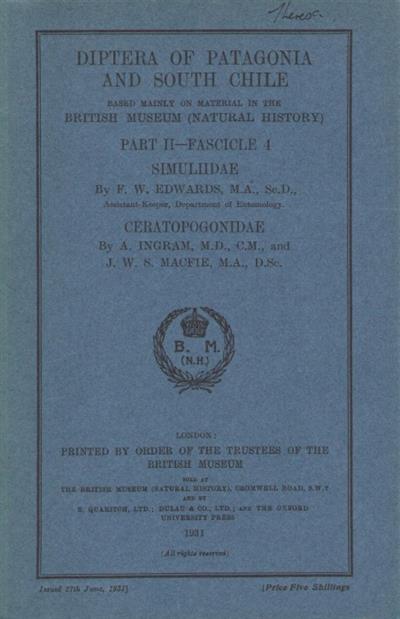 DIPTERA OF PATAGONIA
AND SOUTH CHILE
BASED MAINLY ON MATERIAL IN THE
BRITISH MUSEUM (NATURAL HISTORY)
PART II—FASCICLE 4
SIMULIIDAE
By F. W. EDWARDS, M.A., Sc.D.,
Assistant-Keeper, Department of Entomology.
CERATOPOGONIDAE
By A. INGRAM, M.D., C.M., and
J. W. S. MACFIE, M.A., D.Sc.
B. M.
(N.H.)
LONDON:
PRINTED BY ORDER OF THE TRUSTEES OF THE
BRITISH MUSEUM
SOLD AT
THE BRITISH MUSEUM (NATURAL HISTORY), CROMWELL ROAD, S.W.7
AND BY
B. QUARITCH, LTD.; DULAU & CO., LTD.; AND THE OXFORD
UNIVERSITY PRESS
1931
(All rights reserved)
Issued 27th June, 1931]
[Price Five Shillings